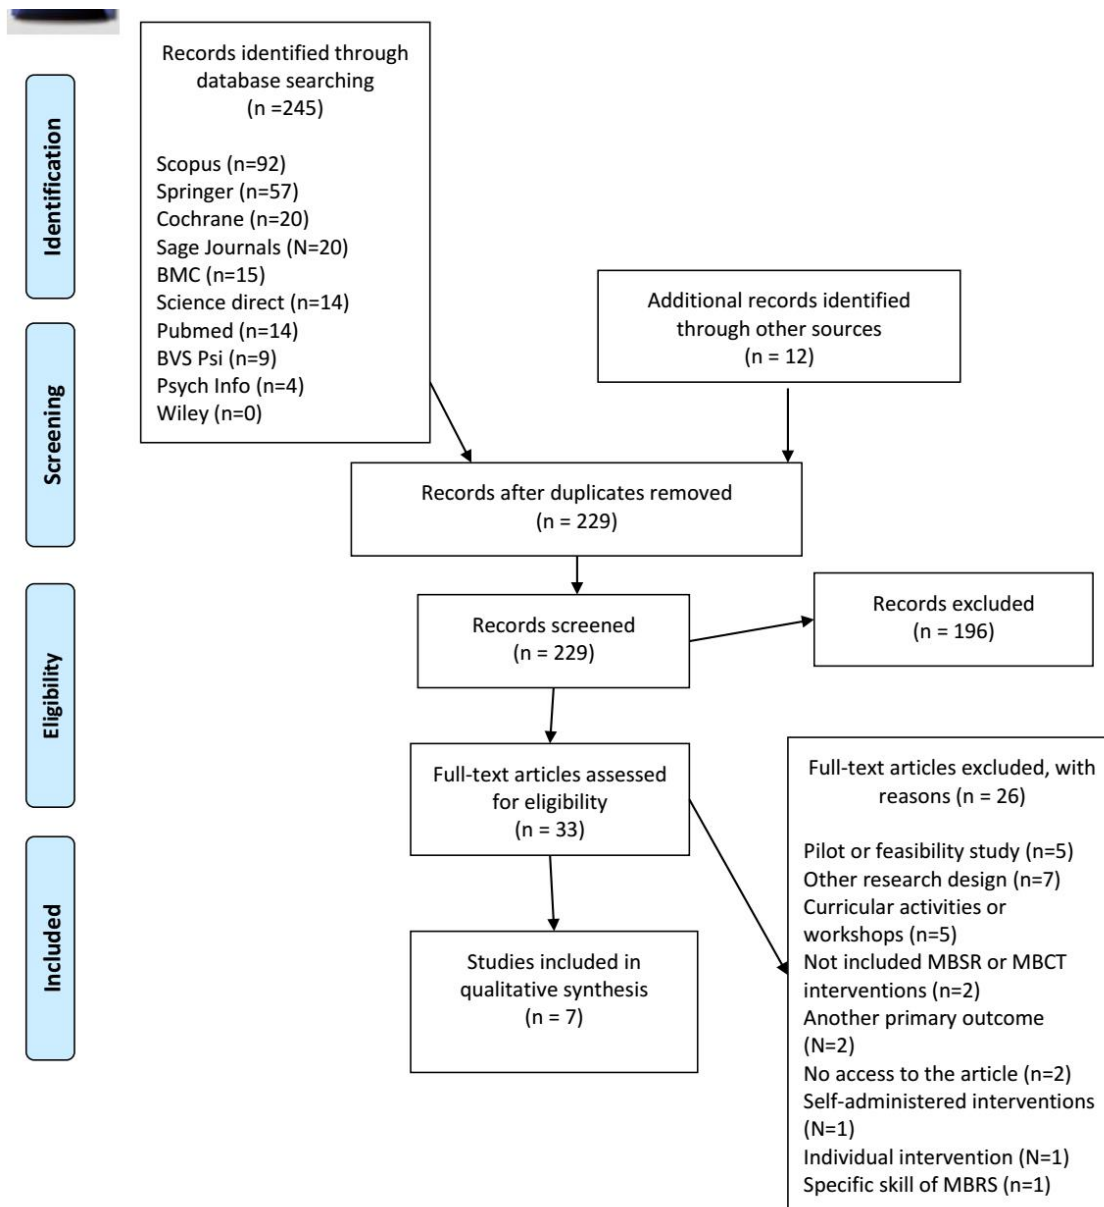 Records identified through
database searching
(n =245)
Scopus (n=92)
Springer (n=57)
Cochrane (n=20)
Sage Journals (N=20)
BMC (n=15)
Science direct (n=14)
Pubmed (n=14)
BVS Psi (n=9)
Psych Info (n=4)
Wiley (n=0)
Identification
Additional records identified
through other sources
(n = 12)
Screening
Records after duplicates removed
(n = 229)
Records screened
(n = 229)
Records excluded
(n = 196)
Eligibility
Full-text articles assessed
for eligibility
(n = 33)
Full-text articles excluded, with
reasons (n = 26)
Pilot or feasibility study (n=5)
Other research design (n=7)
Curricular activities or
workshops (n=5)
Not included MBSR or MBCT
interventions (n=2)
Another primary outcome
(N=2)
No access to the article (n=2)
Self-administered interventions
(N=1)
Individual intervention (N=1)
Specific skill of MBRS (n=1)
Included
Studies included in
qualitative synthesis
(n = 7)